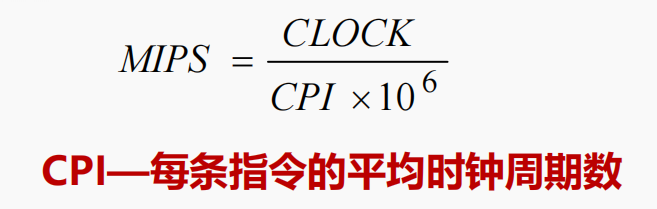 MIPS = CLOCK / CPI × 10^6
CPI—每条指令的平均时钟周期数